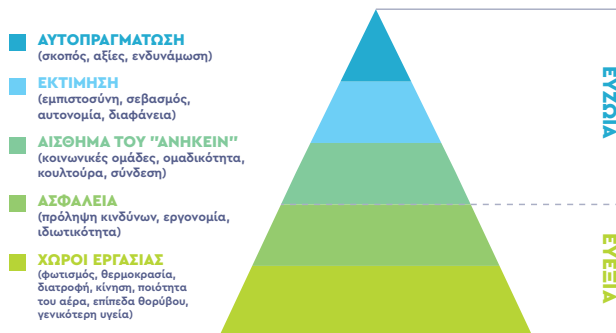 ΑΥΤΟΠΡΑΓΜΑΤΩΣΗ
(σκοπός, αξίες, ενδυνάμωση)
ΕΚΤΙΜΗΣΗ
(εμπιστοσύνη, σεβασμός,
αυτονομία, διαφάνεια)
ΑΙΣΘΗΜΑ ΤΟΥ "ΑΝΗΚΕΙΝ"
(κοινωνικές ομάδες, ομαδικότητα,
κουλτούρα, σύνδεση)
ΑΣΦΑΛΕΙΑ
(πρόληψη κινδύνων, εργονομία,
ιδιωτικότητα)
ΧΩΡΟΙ ΕΡΓΑΣΙΑΣ
(φωτισμός, θερμοκρασία,
διατροφή, κίνηση, ποιότητα
του αέρα, επίπεδα θορύβου,
γενικότερη υγεία)
ΕΥΖΩΙΑ
ΕΥΕΞΙΑ